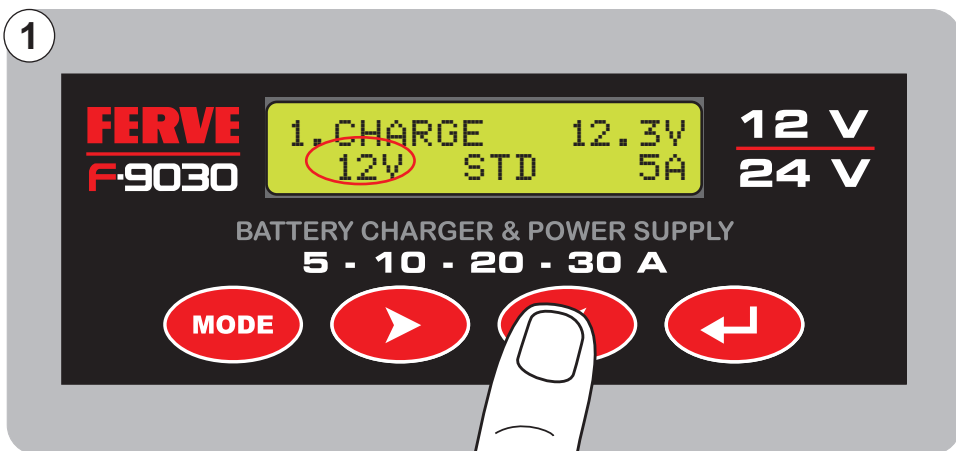 1
FERVE
F-9030
1.CHARGE 12.3V
12V STD 5A
12 V
24 V
BATTERY CHARGER & POWER SUPPLY
5 - 10 - 20 - 30 A
MODE